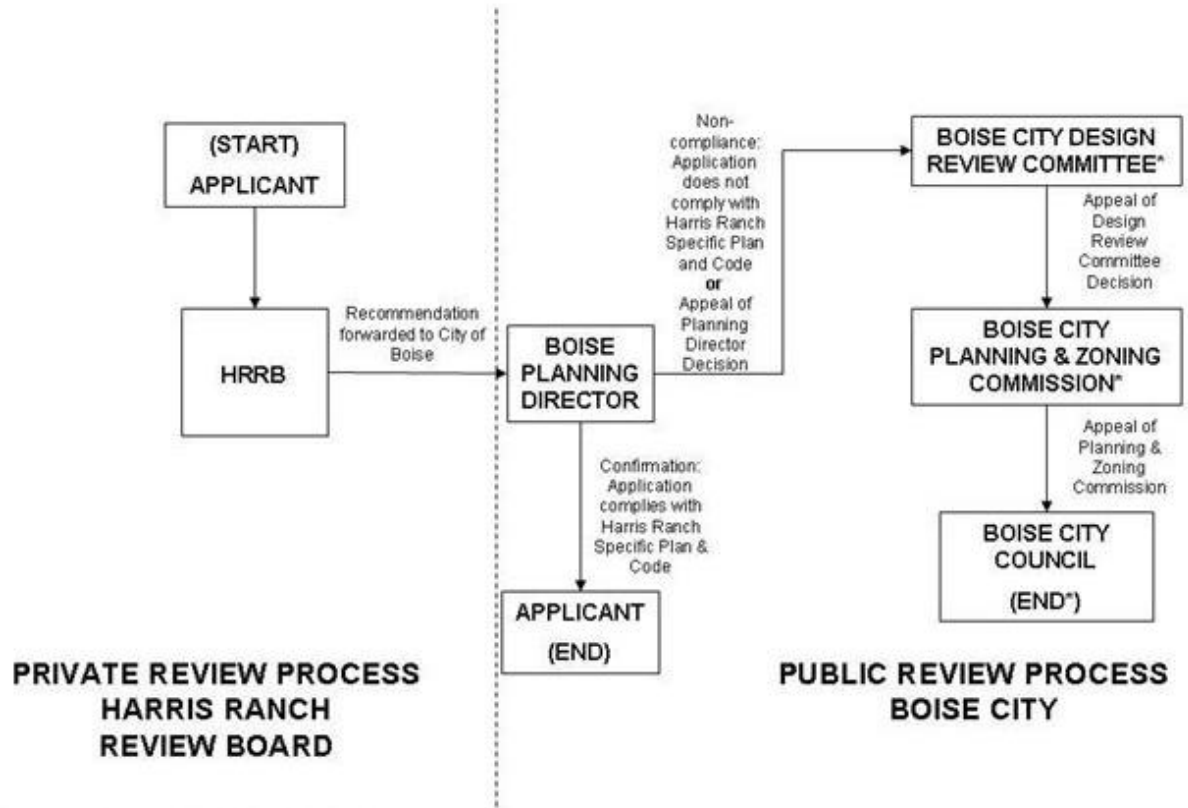 (START)
APPLICANT
HRRB
Recommendation
forwarded to City of
Boise
BOISE
PLANNING
DIRECTOR
Confirmation:
Application
complies with
Harris Ranch
Specific Plan &
Code
APPLICANT
(END)
Non-
compliance:
Application
does not
comply with
Harris Ranch
Specific Plan
and Code
or
Appeal of
Planning
Director
Decision
BOISE CITY DESIGN
REVIEW COMMITTEE*
Appeal of
Design
Review
Committee
Decision
BOISE CITY
PLANNING & ZONING
COMMISSION*
Appeal of
Planning &
Zoning
Commission
BOISE CITY
COUNCIL
(END*)
PRIVATE REVIEW PROCESS
HARRIS RANCH
REVIEW BOARD
PUBLIC REVIEW PROCESS
BOISE CITY